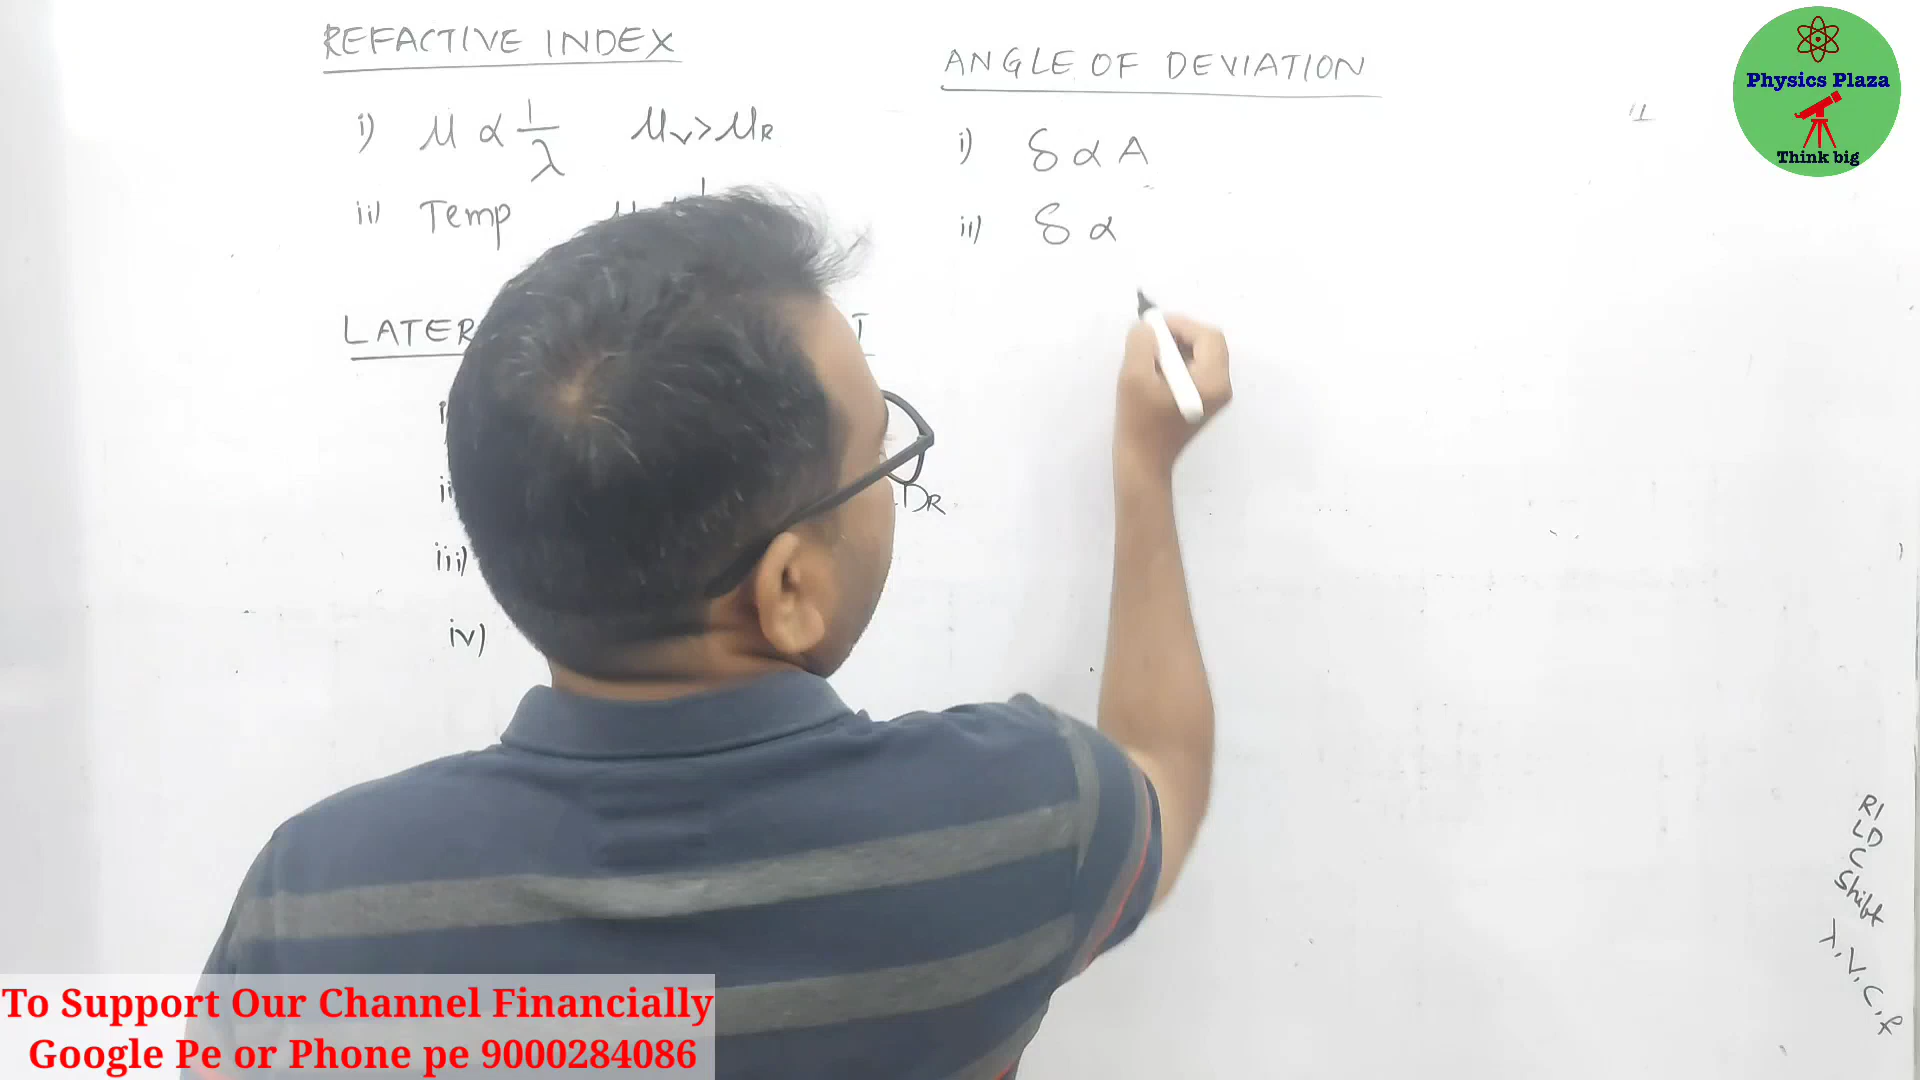 REFACTIVE INDEX
i) μ ∝ 1/λ μV > μR
ii) Temp
LATER
DR
iii)
iv)
ANGLE OF DEVIATION
i) δ ∝ A
ii) δ ∝
Physics Plaza
Think big
RI
LD
C
Shift
λ, V, C, f
To Support Our Channel Financially
Google Pe or Phone pe 9000284086